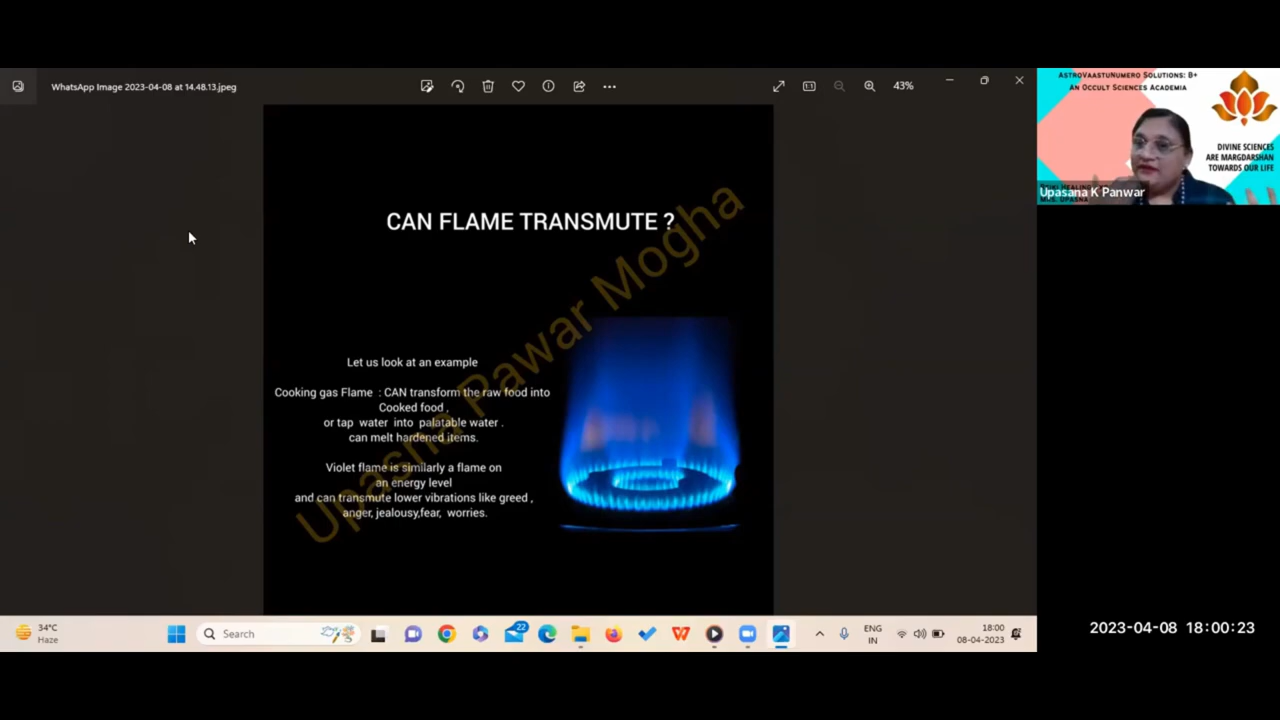 WhatsApp Image 2023-04-08 at 14.48.13.jpeg
43%
ASTROVAASTUNUMERO SOLUTIONS: B+
AN OCCULT SCIENCES ACADEMIA
DIVINE SCIENCES
ARE MARGDARSHAN
TOWARDS OUR LIFE
Upasana K Panwar
CAN FLAME TRANSMUTE ?
Upasna Pawar Mogha
Let us look at an example
Cooking gas Flame : CAN transform the raw food into
Cooked food ,
or tap water into palatable water .
can melt hardened items.
Violet flame is similarly a flame on
an energy level
and can transmute lower vibrations like greed ,
anger, jealousy,fear, worries.
34°C
Haze
Search
22
ENG
IN
18:00
08-04-2023
2023-04-08 18:00:23